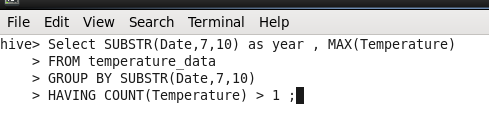 File Edit View Search Terminal Help
hive> Select SUBSTR(Date,7,10) as year , MAX(Temperature)
    > FROM temperature_data
    > GROUP BY SUBSTR(Date,7,10)
    > HAVING COUNT(Temperature) > 1 ;